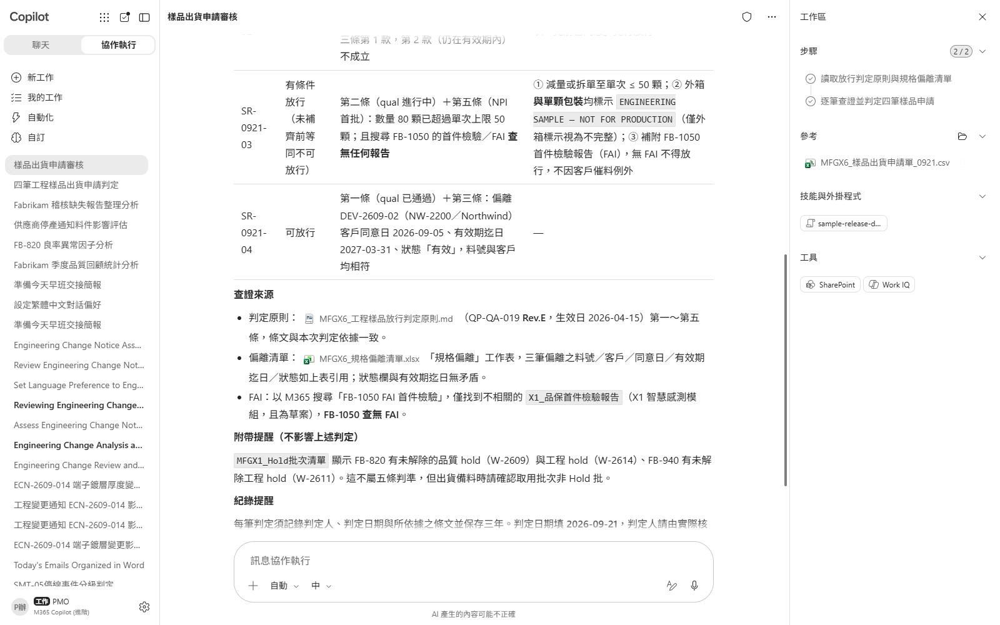 Copilot
聊天
協作執行
新工作
我的工作
自動化
自訂
樣品出貨申請審核
四筆工程樣品出貨申請判定
Fabrikam 稽核缺失報告整理分析
供應商停產通知料件影響評估
FB-820 良率異常因子分析
Fabrikam 季度品質回顧統計分析
準備今天早班交接簡報
設定繁體中文對話偏好
準備今天早班交接簡報
Engineering Change Notice Ass...
Review Engineering Change Not...
Set Language Preference to Eng...
Reviewing Engineering Change...
Assess Engineering Change Not...
Engineering Change Analysis a...
Engineering Change Review and...
ECN-2609-014 端子鍍層厚度變...
工程變更通知 ECN-2609-014 影...
工程變更通知 ECN-2609-014 影...
ECN-2609-014 端子鍍層變更影...
Today's Emails Organized in Word
SMT-05停線事件分級判定
P辦
工作 PMO
M365 Copilot (進階)
樣品出貨申請審核
三條第 1 款，第 2 款（仍在有效期內）
不成立
SR-
0921-
03
有條件
放行
（未補
齊前等
同不可
放行）
第二條（qual 進行中）＋第五條（NPI
首批）：數量 80 顆已超過單次上限 50
顆；且搜尋 FB-1050 的首件檢驗／FAI 查
無任何報告
① 減量或拆單至單次 ≤ 50 顆；② 外箱
與單顆包裝均標示 ENGINEERING
SAMPLE — NOT FOR PRODUCTION（僅外
箱標示視為不完整）；③ 補附 FB-1050
首件檢驗報告（FAI），無 FAI 不得放
行，不因客戶催料例外
SR-
0921-
04
可放行
第一條（qual 已通過）＋第三條：偏離
DEV-2609-02（NW-2200／Northwind）
客戶同意日 2026-09-05、有效期迄日
2027-03-31、狀態「有效」，料號與客戶
均相符
—
查證來源
判定原則： MFGX6_工程樣品放行判定原則.md （QP-QA-019 Rev.E，生效日 2026-04-15）第一～第五
條，條文與本次判定依據一致。
偏離清單： MFGX6_規格偏離清單.xlsx 「規格偏離」工作表，三筆偏離之料號／客戶／同意日／有效期
迄日／狀態如上表引用；狀態欄與有效期迄日無矛盾。
FAI：以 M365 搜尋「FB-1050 FAI 首件檢驗」，僅找到不相關的 X1_品保首件檢驗報告（X1 智慧感測模
組，且為草案），FB-1050 查無 FAI。
附帶提醒（不影響上述判定）
MFGX1_Hold批次清單 顯示 FB-820 有未解除的品質 hold（W-2609）與工程 hold（W-2614）、FB-940 有未解
除工程 hold（W-2611）。這不屬五條判準，但出貨備料時請確認取用批次非 Hold 批。
紀錄提醒
每筆判定須記錄判定人、判定日期與所依據之條文並保存三年。判定日期填 2026-09-21，判定人請由實際核
訊息協作執行
自動
中
AI 產生的內容可能不正確
工作區
步驟
2 / 2
讀取放行判定原則與規格偏離清單
逐筆查證並判定四筆樣品申請
參考
MFGX6_樣品出貨申請單_0921.csv
技能與外掛程式
sample-release-d...
工具
SharePoint
Work IQ